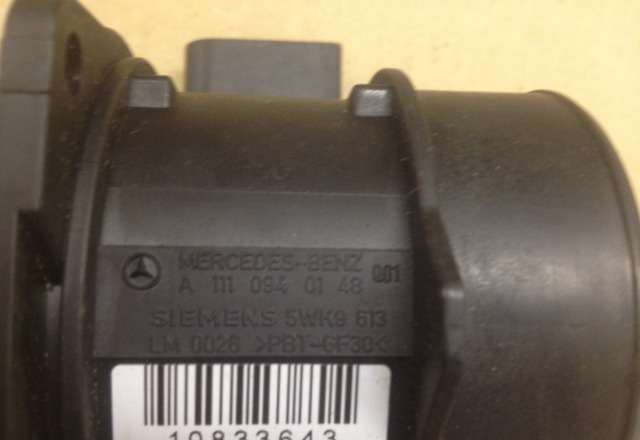 MERCEDES-BENZ
A 111 094 01 48 001
SIEMENS 5WK9 613
LM 0026 >PBT-GF30<
10833643